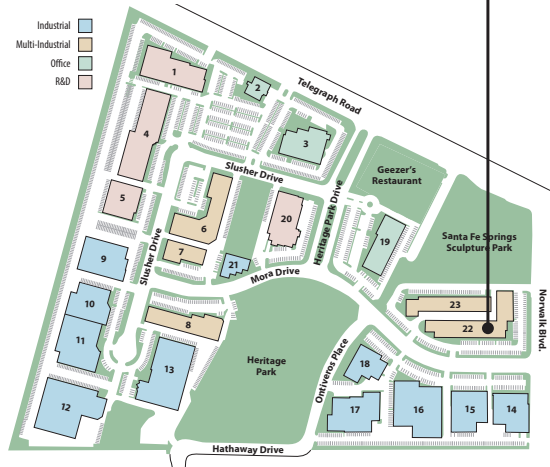 Industrial
Multi-Industrial
Office
R&D
1
2
Telegraph Road
3
4
Slusher Drive
Geezer's
Restaurant
5
6
20
Heritage Park Drive
19
Santa Fe Springs
Sculpture Park
7
9
Slusher Drive
21
Mora Drive
10
8
23
22
Norwalk Blvd.
11
13
Heritage
Park
Ontiveros Place
18
12
17
16
15
14
Hathaway Drive